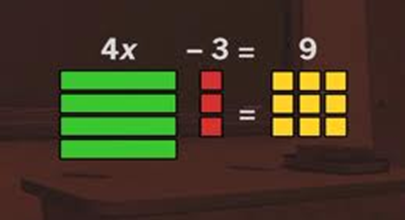 4x − 3 = 9
=